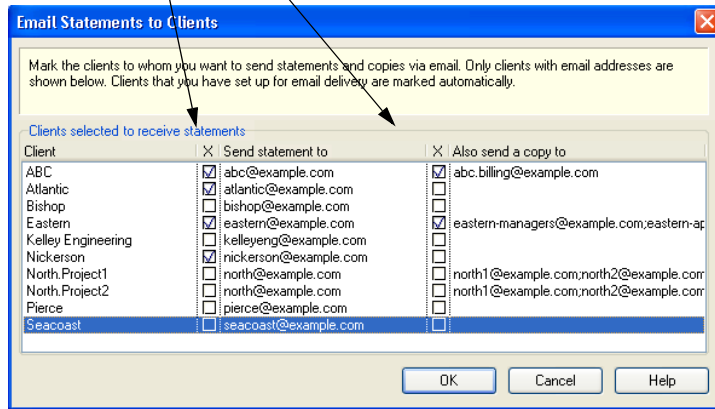 Email Statements to Clients
Mark the clients to whom you want to send statements and copies via email. Only clients with email addresses are
shown below. Clients that you have set up for email delivery are marked automatically.
Clients selected to receive statements
Client X Send statement to X Also send a copy to
ABC abc@example.com abc.billing@example.com
Atlantic atlantic@example.com
Bishop bishop@example.com
Eastern eastern@example.com eastern-managers@example.com;eastern-ap
Kelley Engineering kelleyeng@example.com
Nickerson nickerson@example.com
North.Project1 north@example.com north1@example.com;north2@example.com
North.Project2 north@example.com north1@example.com;north2@example.com
Pierce pierce@example.com
Seacoast seacoast@example.com
OK Cancel Help